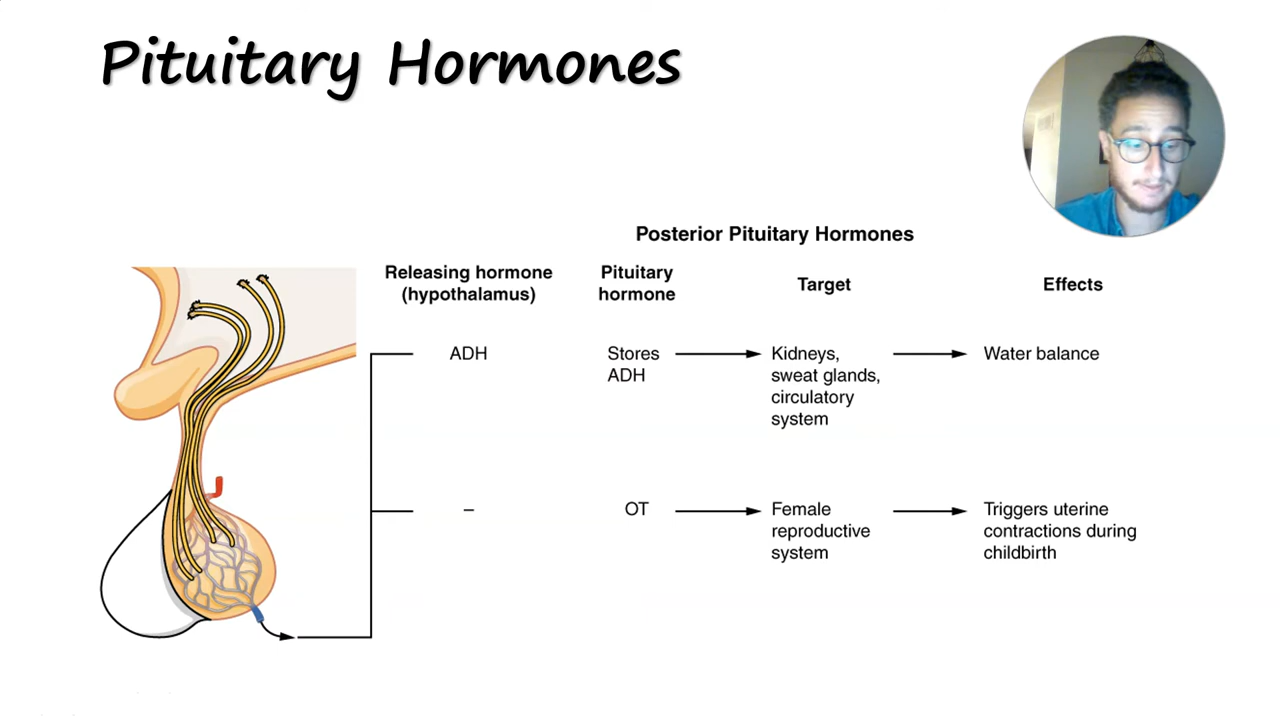 Pituitary Hormones
Posterior Pituitary Hormones
Releasing hormone
(hypothalamus)
Pituitary
hormone
Target
Effects
ADH
Stores
ADH
Kidneys,
sweat glands,
circulatory
system
Water balance
–
OT
Female
reproductive
system
Triggers uterine
contractions during
childbirth